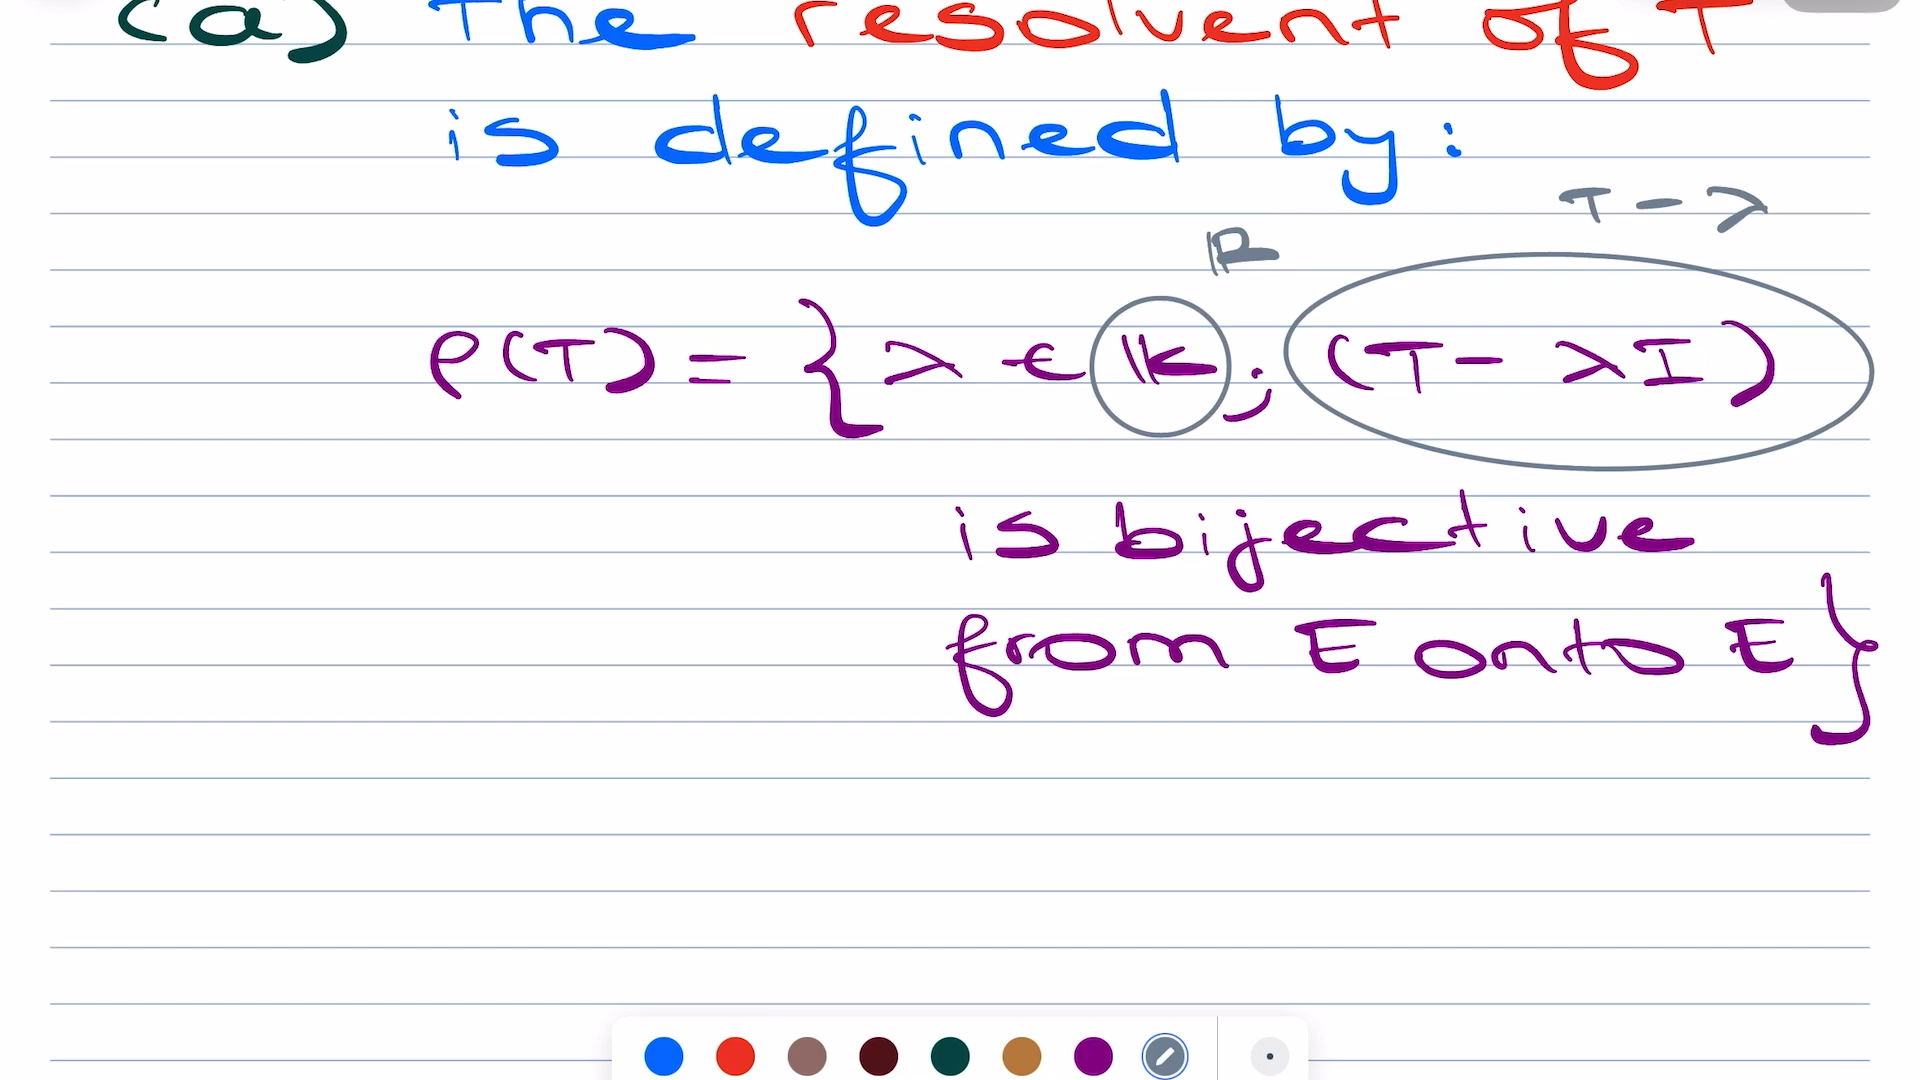 (a) The resolvent of T
is defined by:
T - λ
ℝ
ρ(T) = { λ ∈ 𝕂 ; (T - λI)
is bijective
from E onto E }